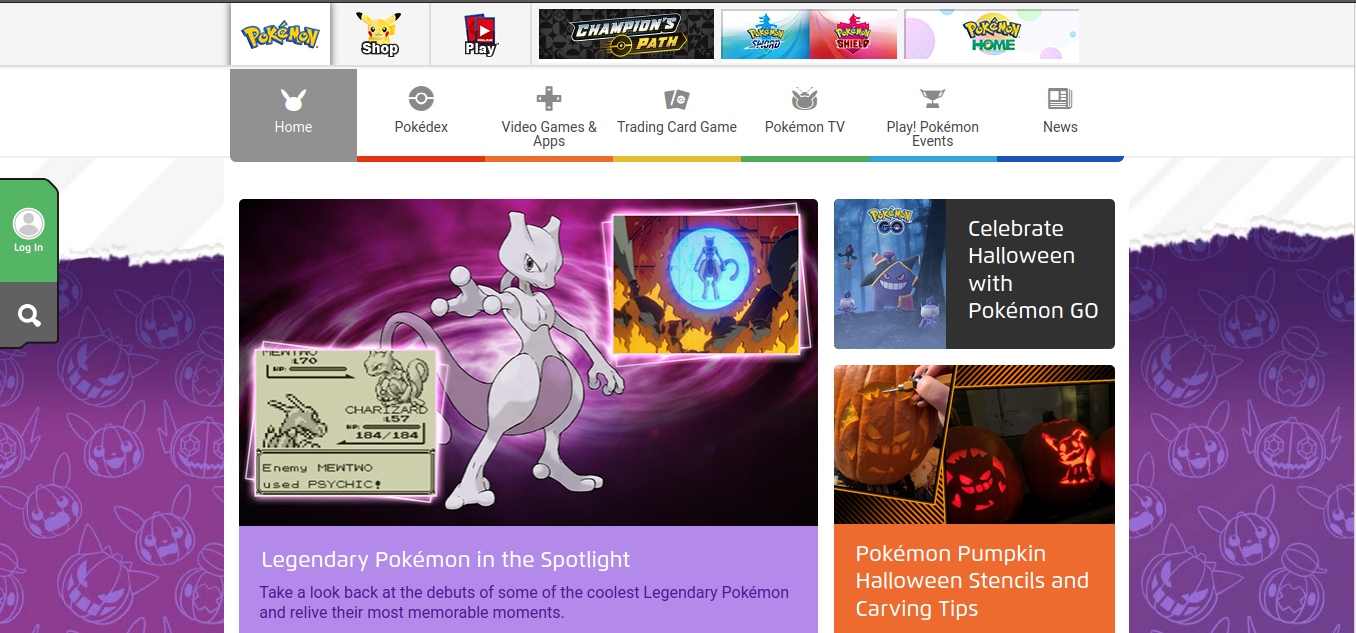 Pokémon
Shop
Play!
CHAMPION'S
PATH
Pokémon
SWORD
Pokémon
SHIELD
Pokémon
HOME
Home
Pokédex
Video Games &
Apps
Trading Card Game
Pokémon TV
Play! Pokémon
Events
News
Log In
MEWTWO
:L70
HP:
CHARIZARD
:L57
184/184
Enemy MEWTWO
used PSYCHIC!
Pokémon
GO
Celebrate
Halloween
with
Pokémon GO
Legendary Pokémon in the Spotlight
Take a look back at the debuts of some of the coolest Legendary Pokémon
and relive their most memorable moments.
Pokémon Pumpkin
Halloween Stencils and
Carving Tips